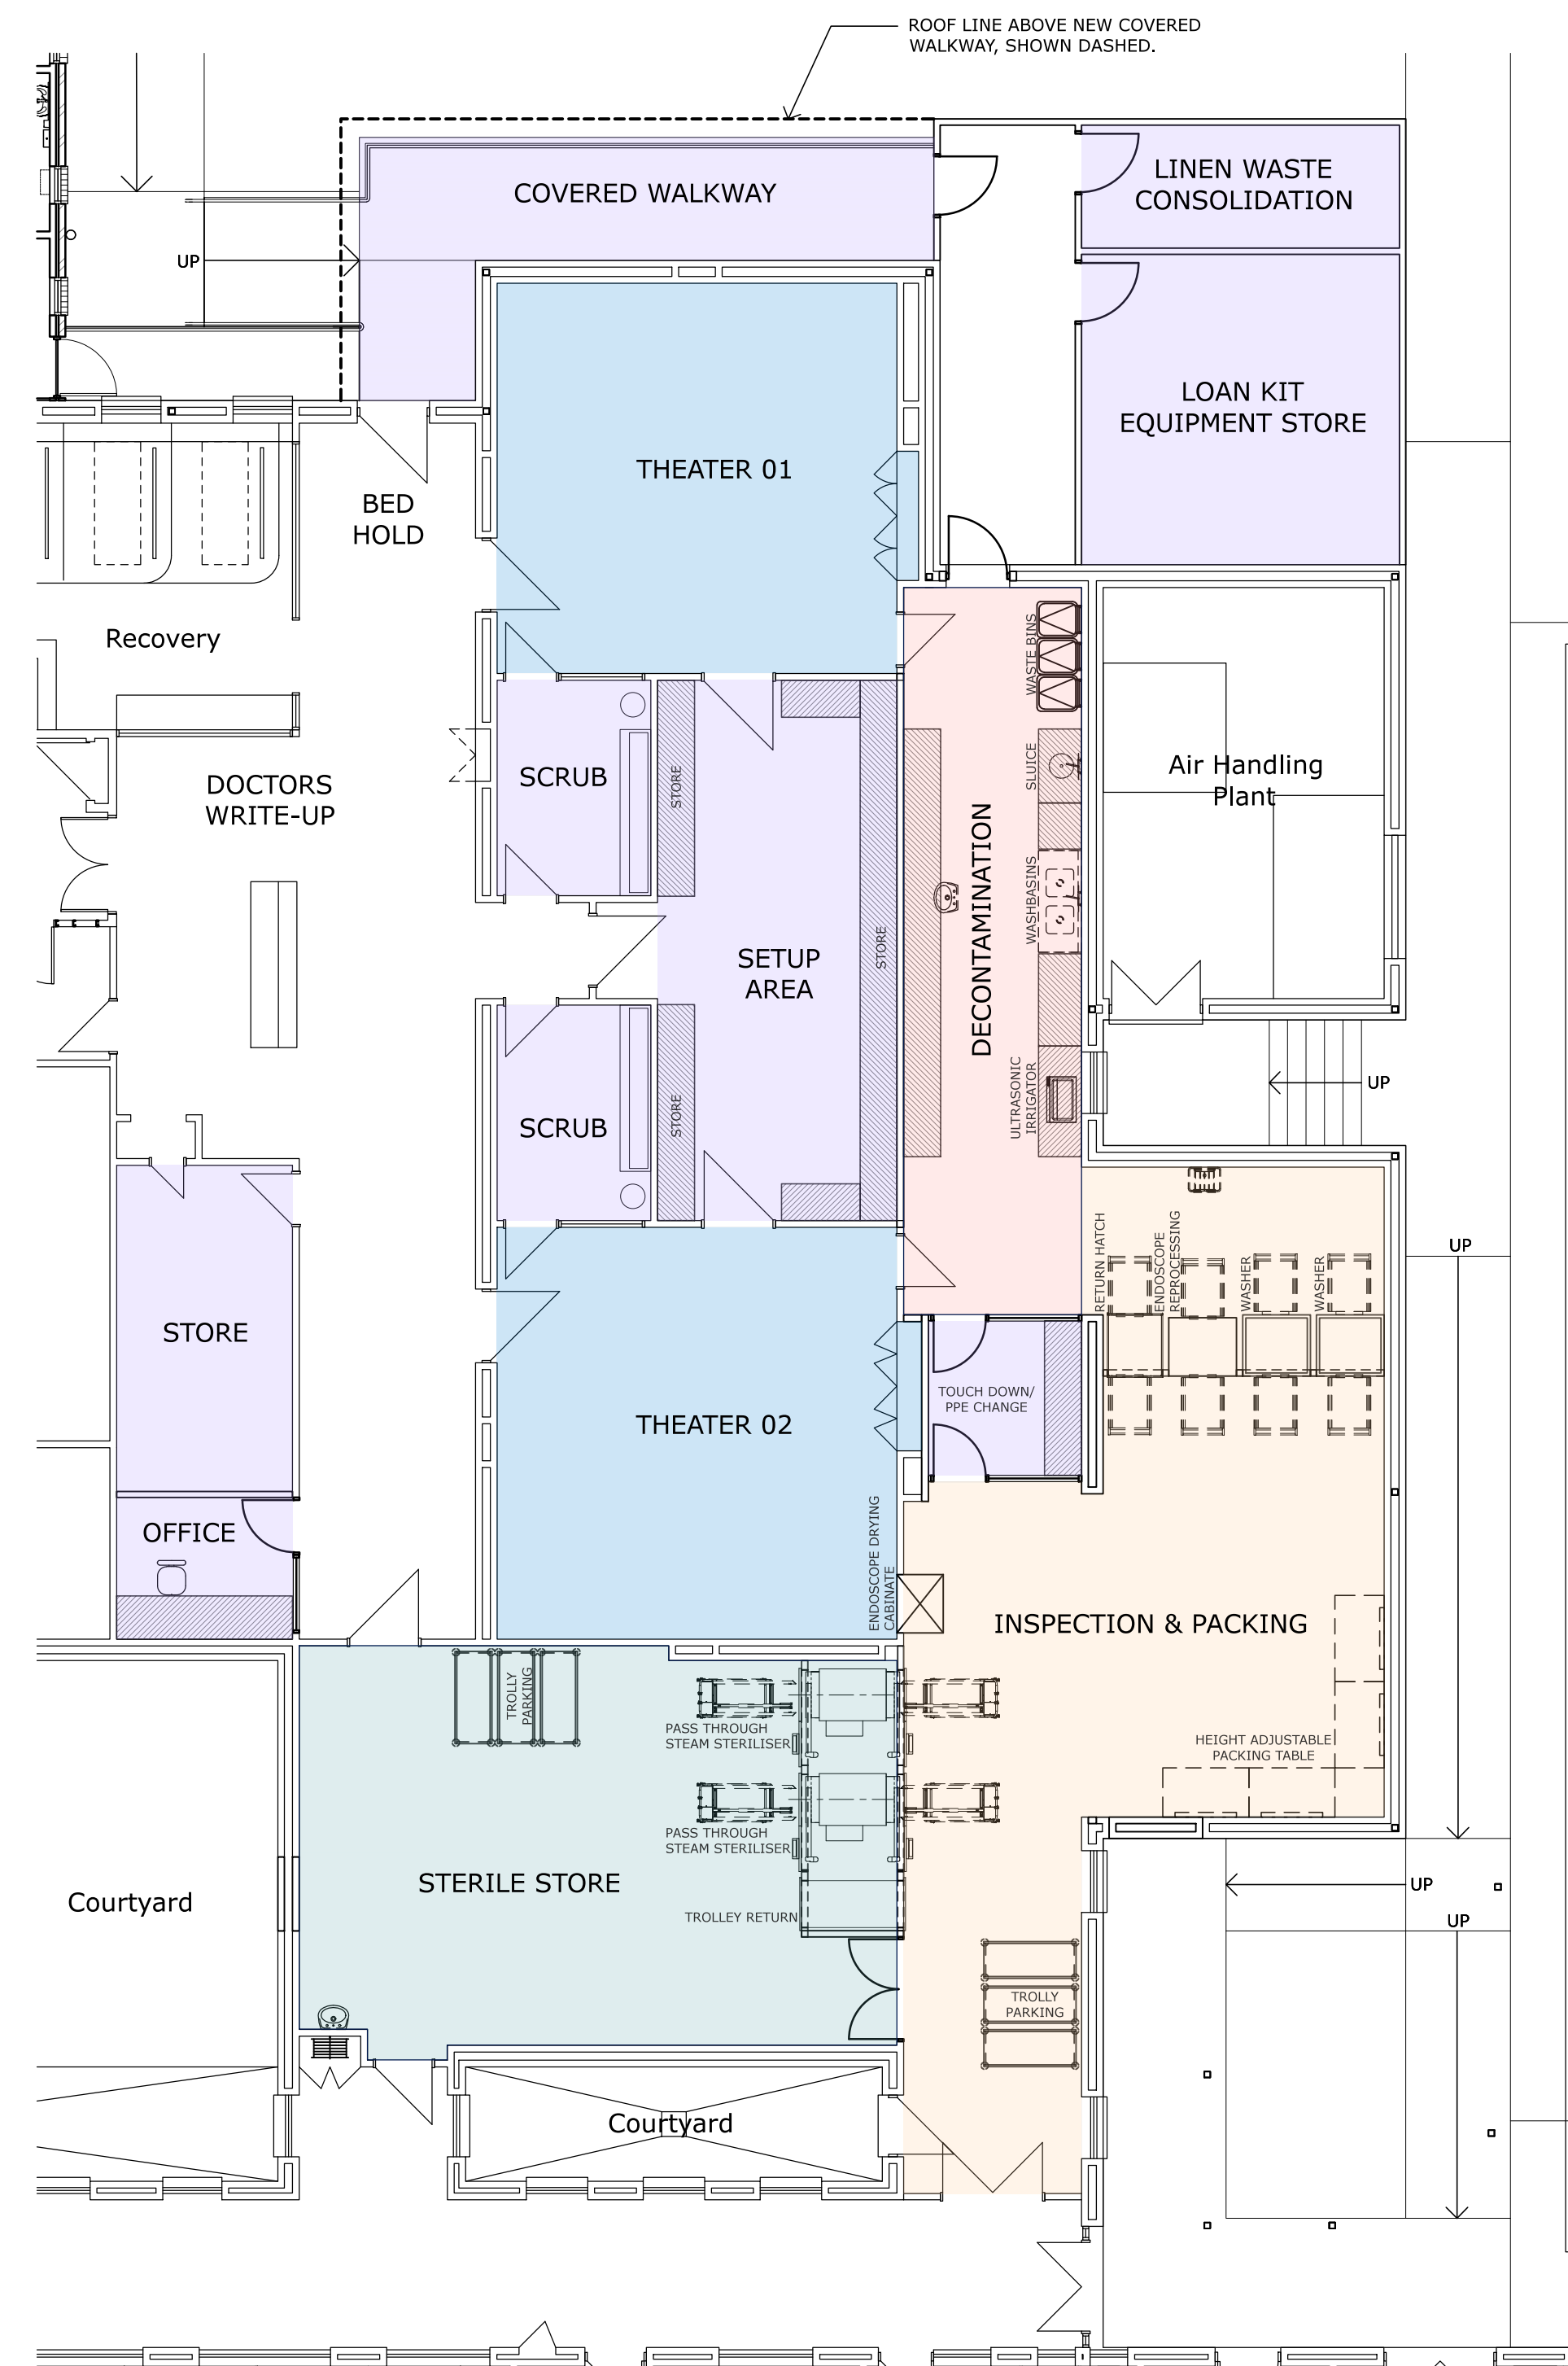 ROOF LINE ABOVE NEW COVERED
WALKWAY, SHOWN DASHED.
LINEN WASTE
CONSOLIDATION
COVERED WALKWAY
UP
LOAN KIT
EQUIPMENT STORE
THEATER 01
BED
HOLD
Recovery
WASTE BINS
DOCTORS
WRITE-UP
SCRUB
STORE
SLUICE
Air Handling
Plant
DECONTAMINATION
WASHBASINS
SETUP
AREA
STORE
UP
ULTRASONIC
IRRIGATOR
SCRUB
STORE
RETURN HATCH
ENDOSCOPE
REPROCESSING
WASHER
WASHER
UP
STORE
TOUCH DOWN/
PPE CHANGE
THEATER 02
OFFICE
ENDOSCOPE DRYING
CABINATE
INSPECTION & PACKING
TROLLY
PARKING
PASS THROUGH
STEAM STERILISER
HEIGHT ADJUSTABLE
PACKING TABLE
PASS THROUGH
STEAM STERILISER
STERILE STORE
UP
Courtyard
TROLLEY RETURN
UP
TROLLY
PARKING
Courtyard